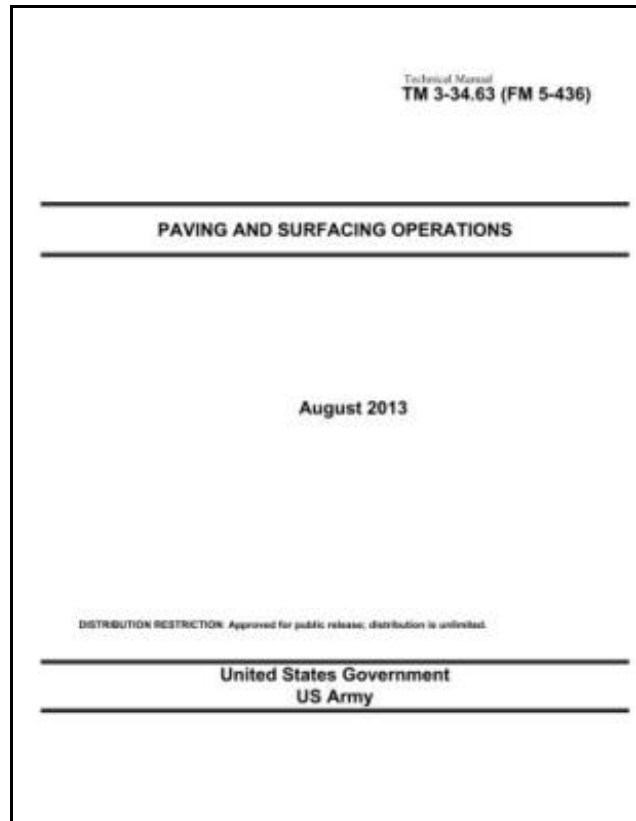 Technical Manual
TM 3-34.63 (FM 5-436)
PAVING AND SURFACING OPERATIONS
August 2013
DISTRIBUTION RESTRICTION: Approved for public release; distribution is unlimited.
United States Government
US Army